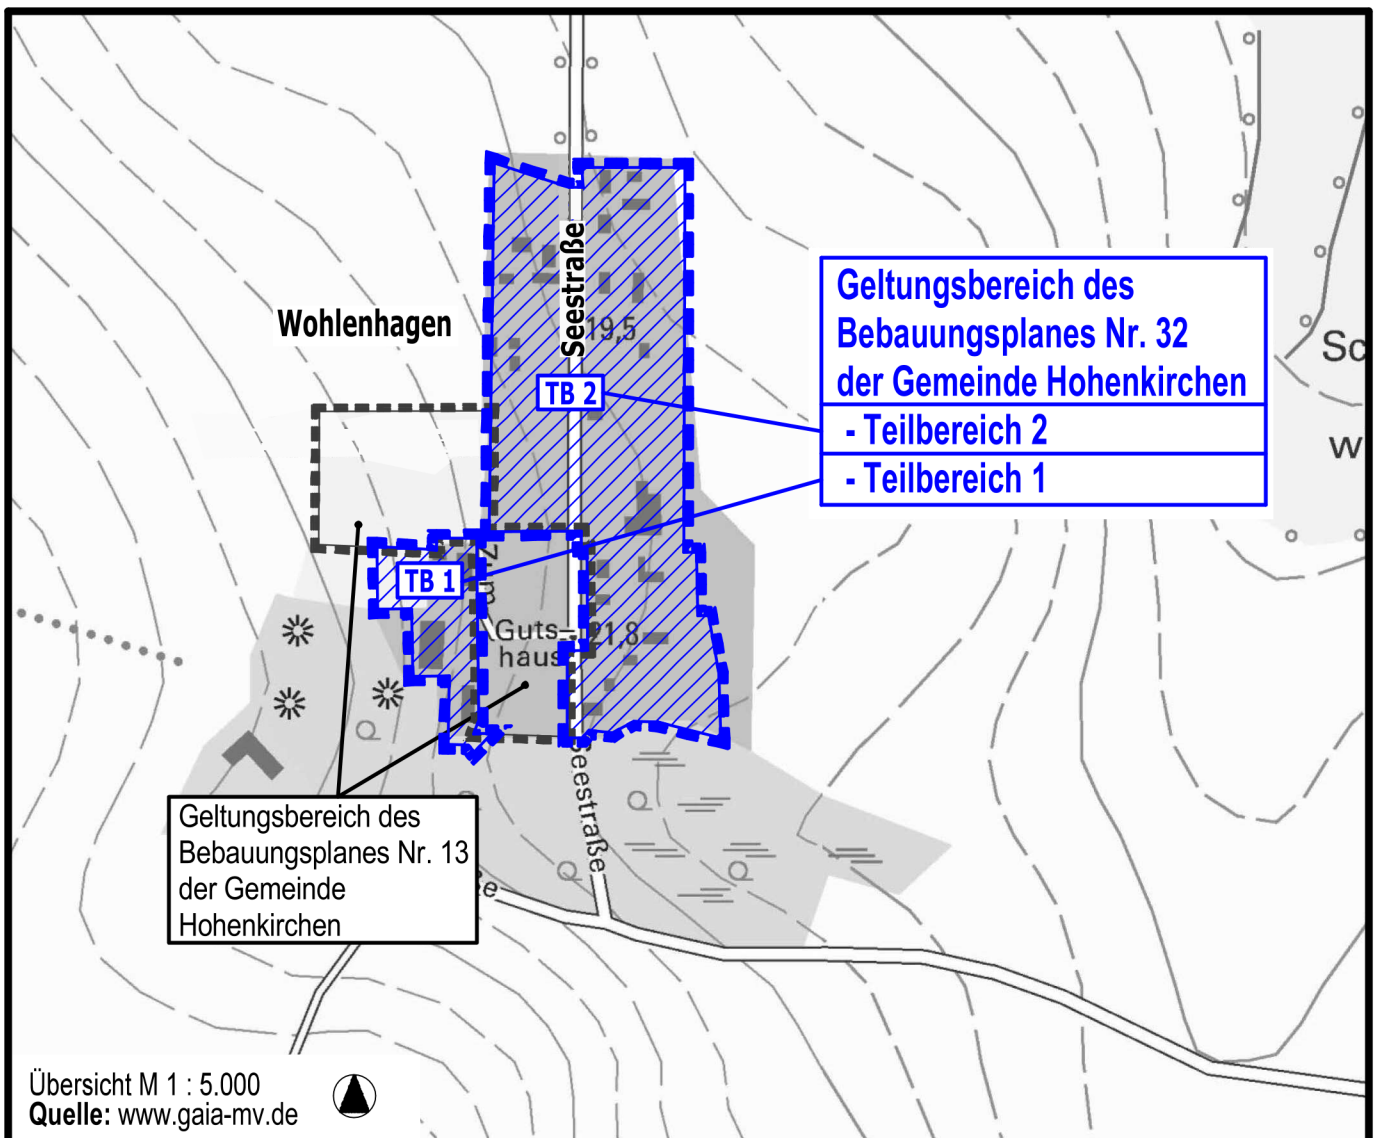 Seestraße
Wohlenhagen
19,5
Geltungsbereich des
Bebauungsplanes Nr. 32
der Gemeinde Hohenkirchen
- Teilbereich 2
- Teilbereich 1
Sc
w
TB 2
TB 1
Guts-
haus
21,8
Seestraße
Geltungsbereich des
Bebauungsplanes Nr. 13
der Gemeinde
Hohenkirchen
Übersicht M 1 : 5.000
Quelle: www.gaia-mv.de